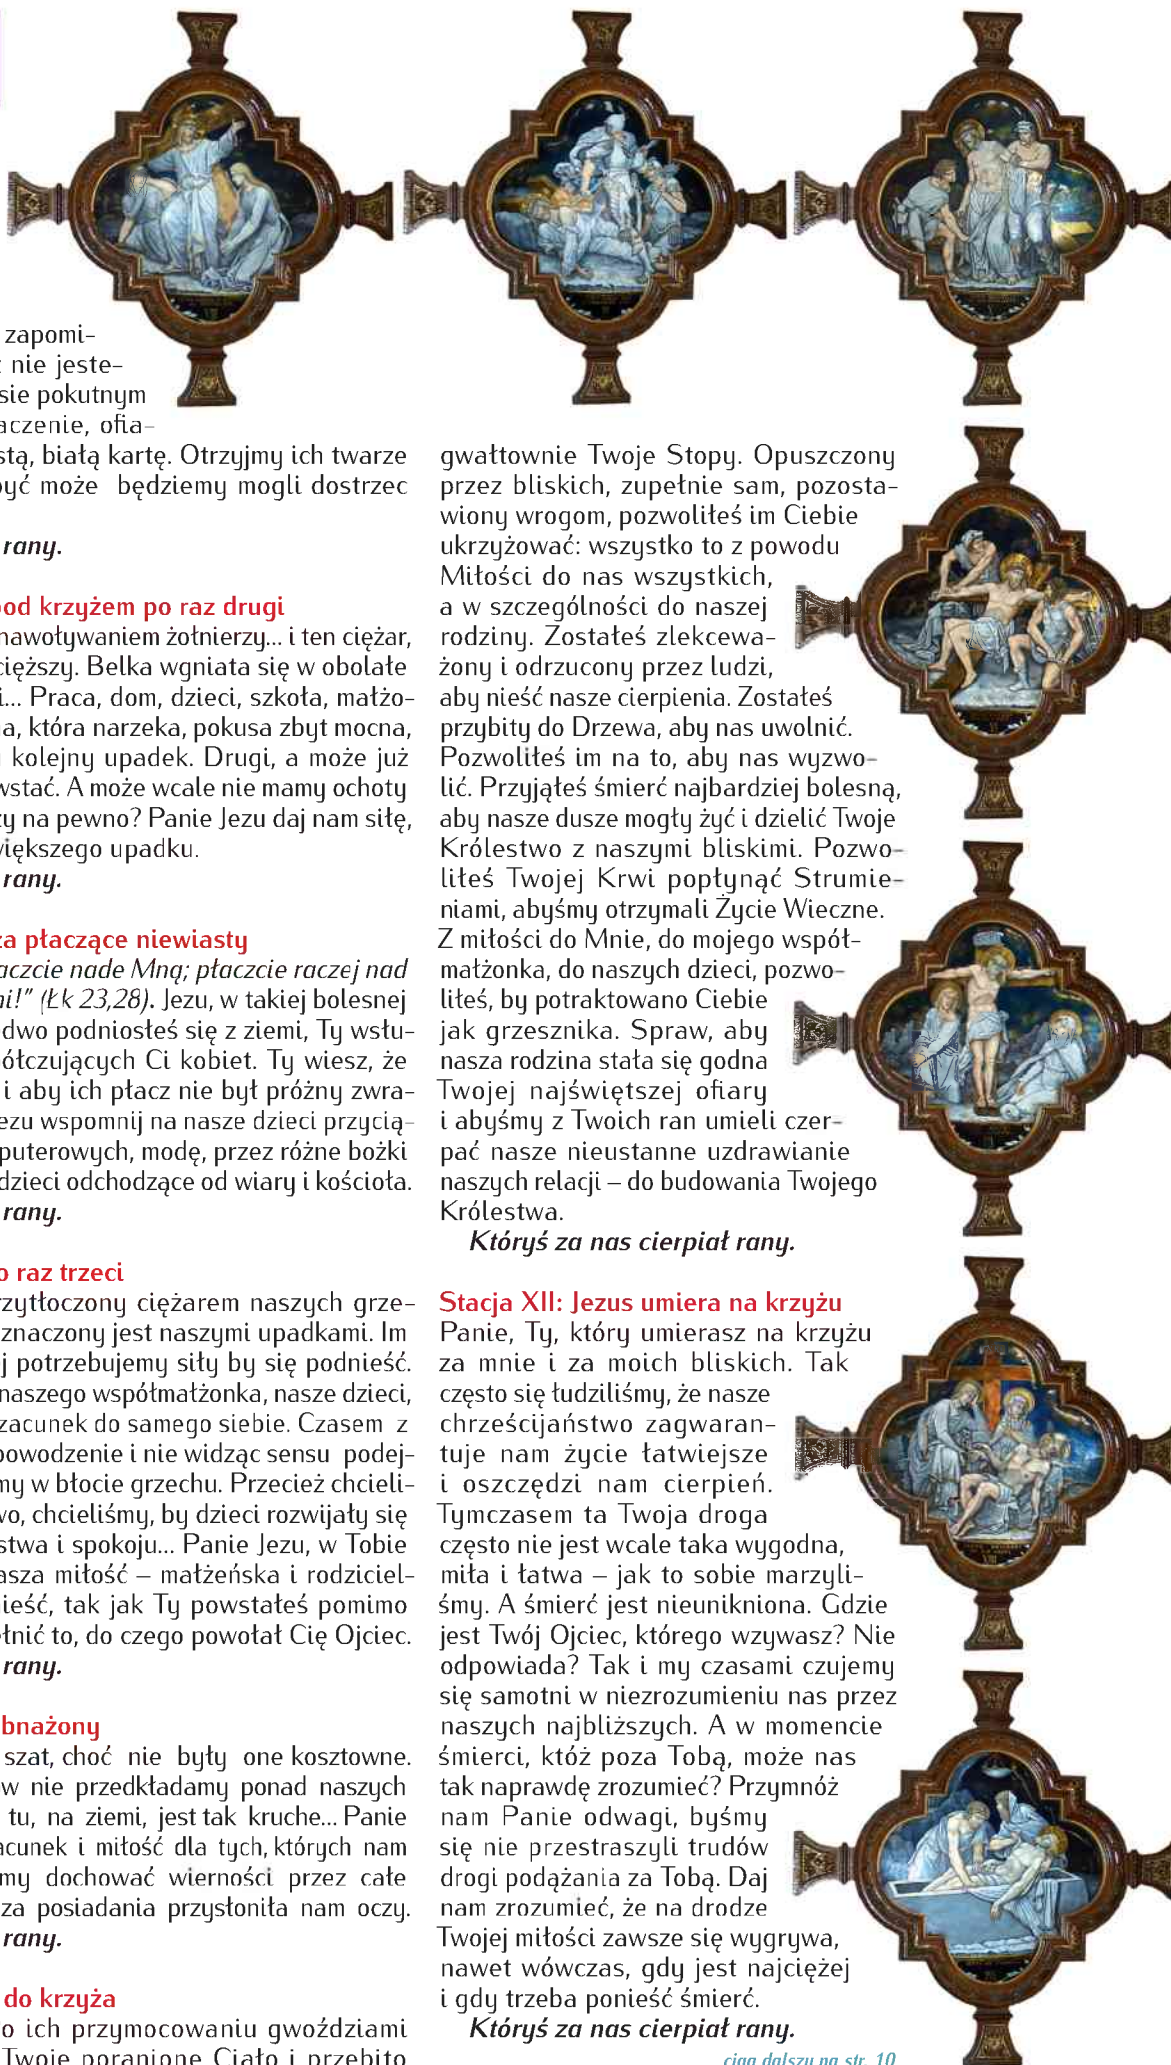 zapomi-
nie jeste-
sie pokutnym
aczenie, ofia-
stą, białą kartę. Otrzyjmy ich twarze
być może będziemy mogli dostrzec
rany.
pod krzyżem po raz drugi
nawoływaniem żołnierzy... i ten ciężar,
cięższy. Belka wgniata się w obolałe
i... Praca, dom, dzieci, szkoła, małżo-
a, która narzeka, pokusa zbyt mocna,
kolejny upadek. Drugi, a może już
wstać. A może wcale nie mamy ochoty
zy na pewno? Panie Jezu daj nam siłę,
większego upadku.
rany.
za płaczące niewiasty
aczcie nade Mną; płaczcie raczej nad
mi!” (Łk 23,28). Jezu, w takiej bolesnej
edwo podniosłeś się z ziemi, Ty wsłu-
półczujących Ci kobiet. Ty wiesz, że
i aby ich płacz nie był próżny zwra-
ezu wspomnij na nasze dzieci przycią-
puterowych, modę, przez różne bożki
dzieci odchodzące od wiary i kościoła.
rany.
o raz trzeci
rzytłoczony ciężarem naszych grze-
znaczony jest naszymi upadkami. Im
j potrzebujemy siły by się podnieść.
naszego współmałżonka, nasze dzieci,
zacunek do samego siebie. Czasem z
powodzenie i nie widząc sensu podej-
my w błocie grzechu. Przecież chcieli-
wo, chcieliśmy, by dzieci rozwijały się
stwa i spokoju... Panie Jezu, w Tobie
asza miłość – małżeńska i rodziciel-
ieść, tak jak Ty powstałeś pomimo
ełnić to, do czego powołał Cię Ojciec.
rany.
bnażony
szat, choć nie były one kosztowne.
w nie przedkładamy ponad naszych
tu, na ziemi, jest tak kruche... Panie
acunek i miłość dla tych, których nam
my dochować wierności przez całe
za posiadania przysłoniła nam oczy.
rany.
do krzyża
o ich przymocowaniu gwoździami
Twoje poranione Ciało i przebito
gwałtownie Twoje Stopy. Opuszczony
przez bliskich, zupełnie sam, pozosta-
wiony wrogom, pozwoliłeś im Ciebie
ukrzyżować: wszystko to z powodu
Miłości do nas wszystkich,
a w szczególności do naszej
rodziny. Zostałeś zlekcewa-
żony i odrzucony przez ludzi,
aby nieść nasze cierpienia. Zostałeś
przybity do Drzewa, aby nas uwolnić.
Pozwoliłeś im na to, aby nas wyzwo-
lić. Przyjąłeś śmierć najbardziej bolesną,
aby nasze dusze mogły żyć i dzielić Twoje
Królestwo z naszymi bliskimi. Pozwo-
liłeś Twojej Krwi popłynąć Strumie-
niami, abyśmy otrzymali Życie Wieczne.
Z miłości do Mnie, do mojego współ-
małżonka, do naszych dzieci, pozwo-
liłeś, by potraktowano Ciebie
jak grzesznika. Spraw, aby
nasza rodzina stała się godna
Twojej najświętszej ofiary
i abyśmy z Twoich ran umieli czer-
pać nasze nieustanne uzdrawianie
naszych relacji – do budowania Twojego
Królestwa.
Któryś za nas cierpiał rany.
Stacja XII: Jezus umiera na krzyżu
Panie, Ty, który umierasz na krzyżu
za mnie i za moich bliskich. Tak
często się łudziliśmy, że nasze
chrześcijaństwo zagwaran-
tuje nam życie łatwiejsze
i oszczędzi nam cierpień.
Tymczasem ta Twoja droga
często nie jest wcale taka wygodna,
miła i łatwa – jak to sobie marzyli-
śmy. A śmierć jest nieunikniona. Gdzie
jest Twój Ojciec, którego wzywasz? Nie
odpowiada? Tak i my czasami czujemy
się samotni w niezrozumieniu nas przez
naszych najbliższych. A w momencie
śmierci, któż poza Tobą, może nas
tak naprawdę zrozumieć? Przymnóż
nam Panie odwagi, byśmy
się nie przestraszyli trudów
drogi podążania za Tobą. Daj
nam zrozumieć, że na drodze
Twojej miłości zawsze się wygrywa,
nawet wówczas, gdy jest najciężej
i gdy trzeba ponieść śmierć.
Któryś za nas cierpiał rany.
ciąg dalszy na str. 10